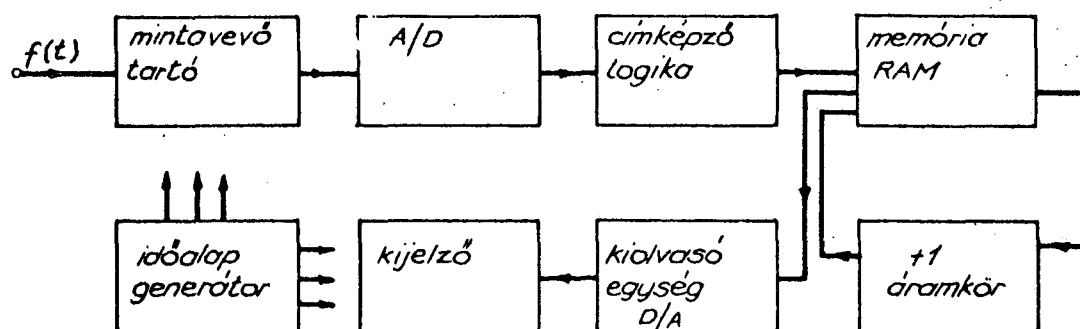 f(t)
mintavevő
tartó
A/D
címképző
logika
memória
RAM
időalap
generátor
kijelző
kiolvasó
egység
D/A
+1
áramkör